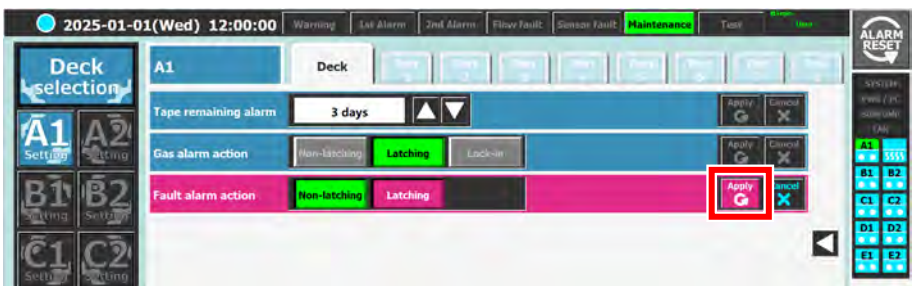 2025-01-01(Wed) 12:00:00 Warning 1st Alarm 2nd Alarm Flow Fault Sensor Fault Maintenance Test
ALARM RESET
Deck selection
A1 Deck
Tape remaining alarm 3 days Apply Cancel
Gas alarm action Non-latching Latching Lock-in Apply Cancel
Fault alarm action Non-latching Latching Apply ancel
A1 Setting A2 Setting
B1 Setting B2 Setting
C1 Setting C2 Setting
A1
B1 B2
C1 C2
D1 D2
E1 E2